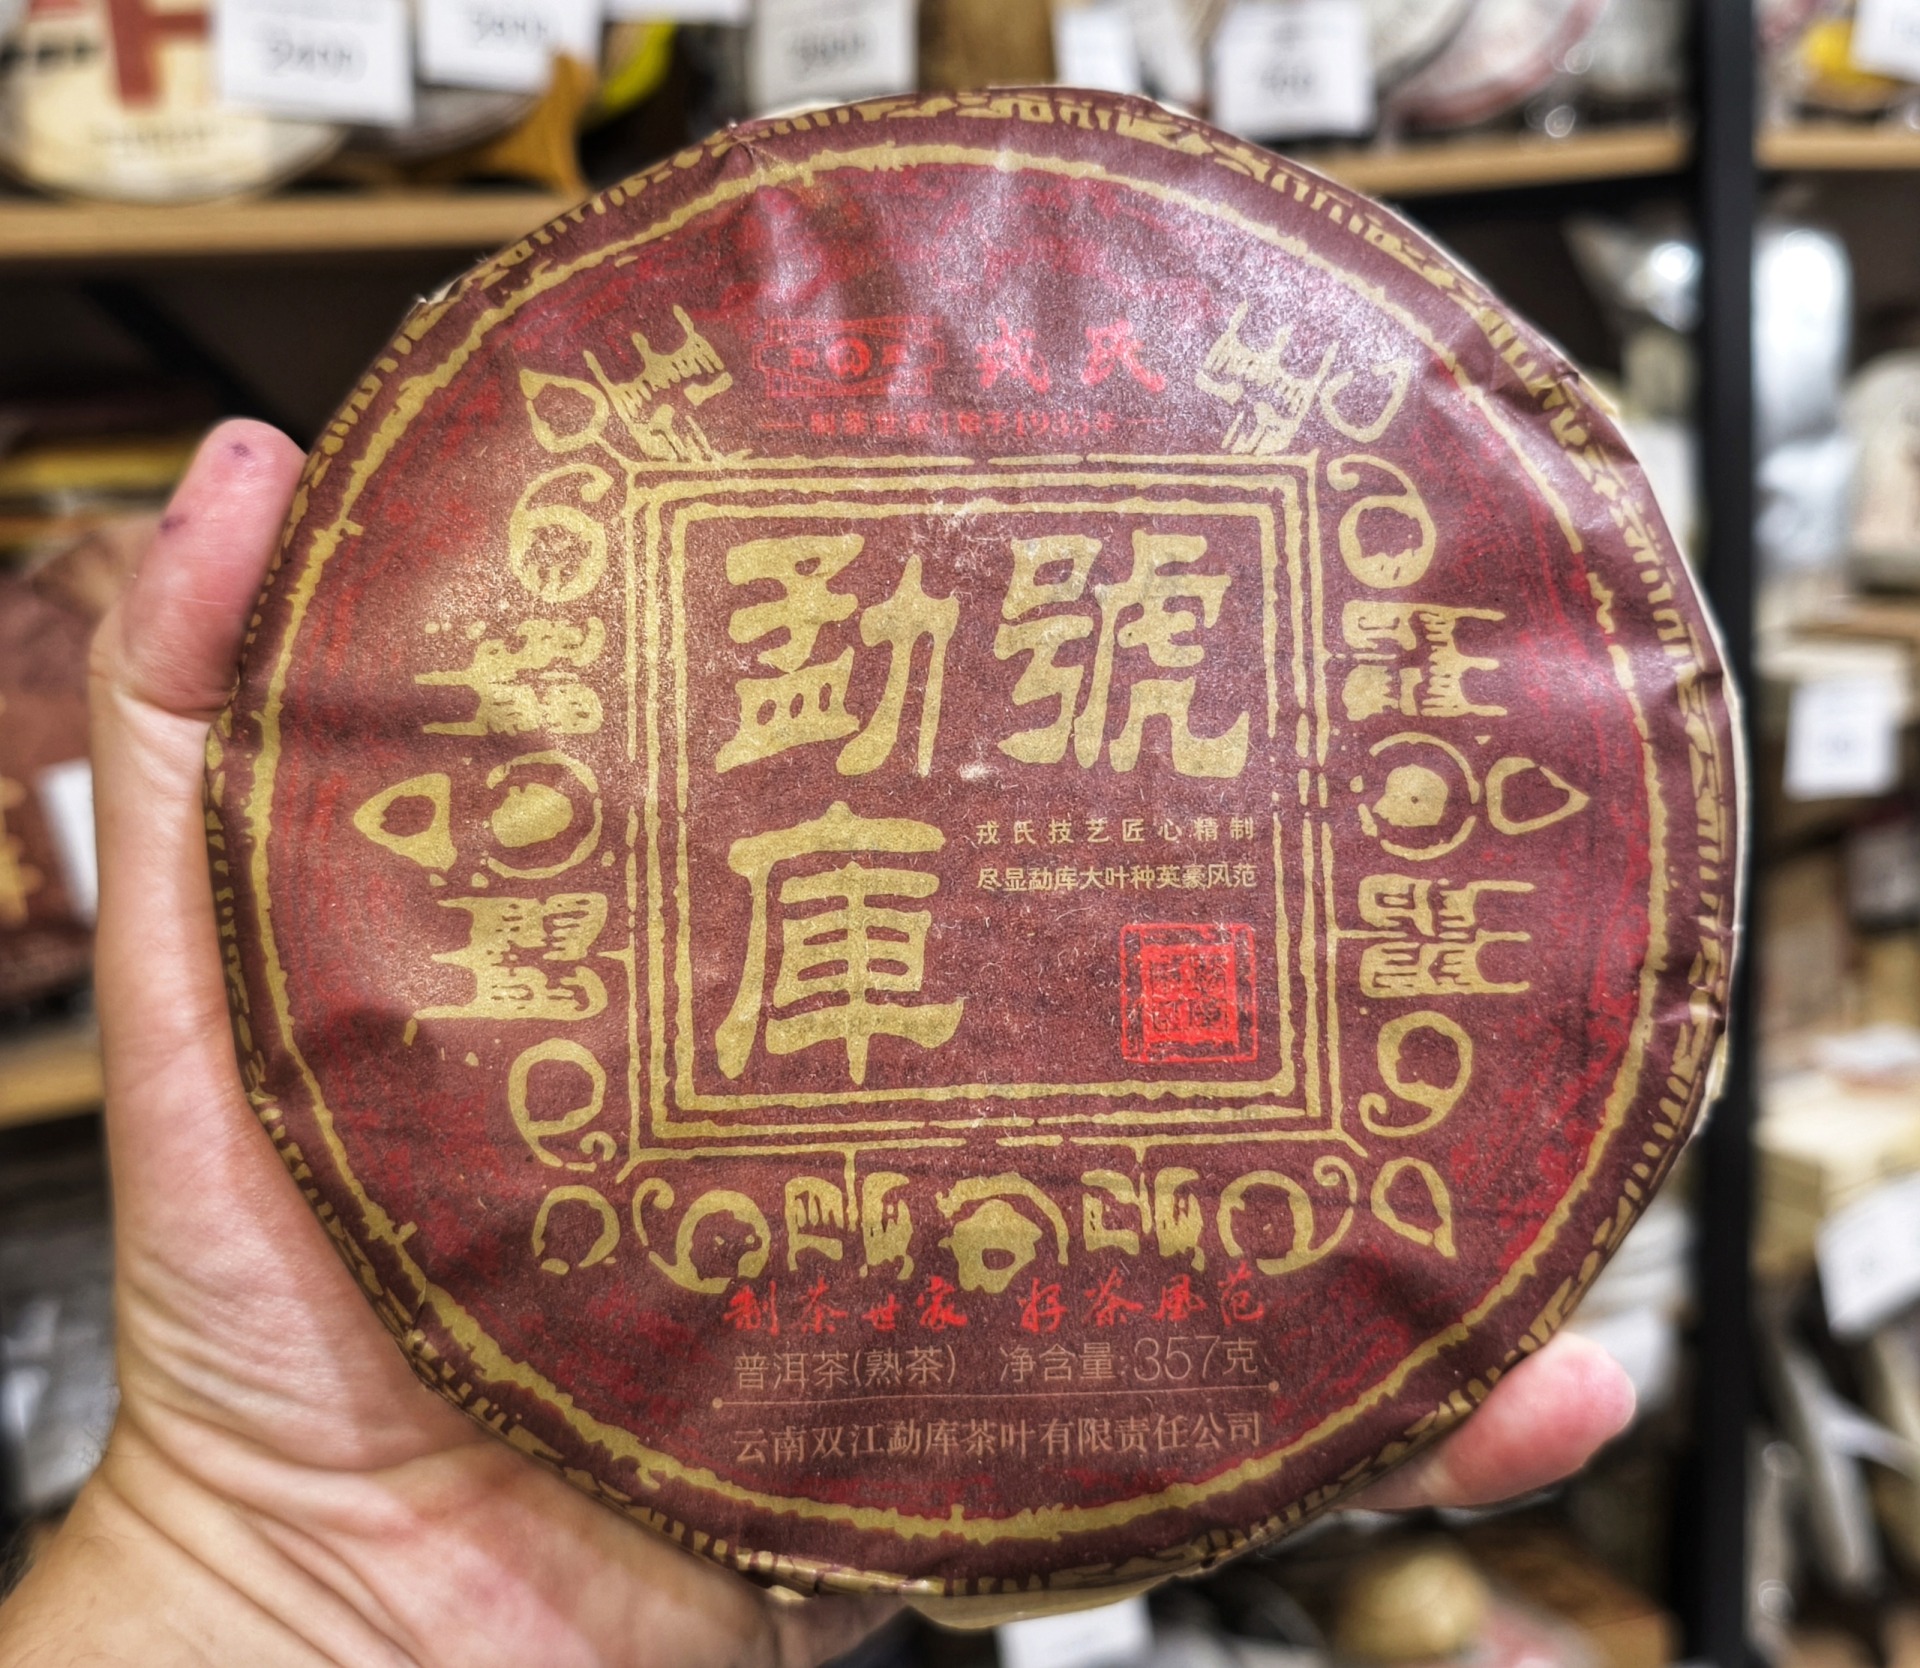 戎氏
制茶世家 | 始于1935年
勐號
庫
戎氏技艺匠心精制
尽显勐库大叶种英豪风范
制茶世家 好茶风范
普洱茶(熟茶) 净含量:357克
云南双江勐库茶叶有限责任公司